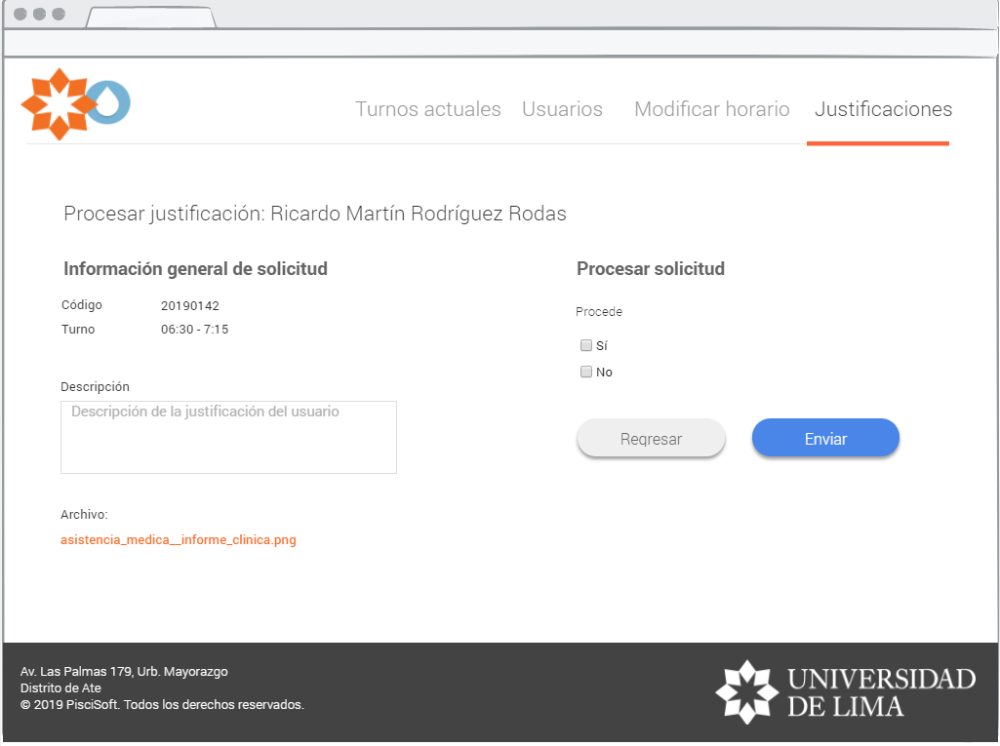 Turnos actuales Usuarios Modificar horario Justificaciones
Procesar justificación: Ricardo Martín Rodríguez Rodas
Información general de solicitud
Código 20190142
Turno 06:30 - 7:15
Descripción
Descripción de la justificación del usuario
Archivo:
asistencia_medica__informe_clinica.png
Procesar solicitud
Procede
Sí
No
Regresar Enviar
Av. Las Palmas 179, Urb. Mayorazgo
Distrito de Ate
© 2019 PisciSoft. Todos los derechos reservados.
UNIVERSIDAD
DE LIMA